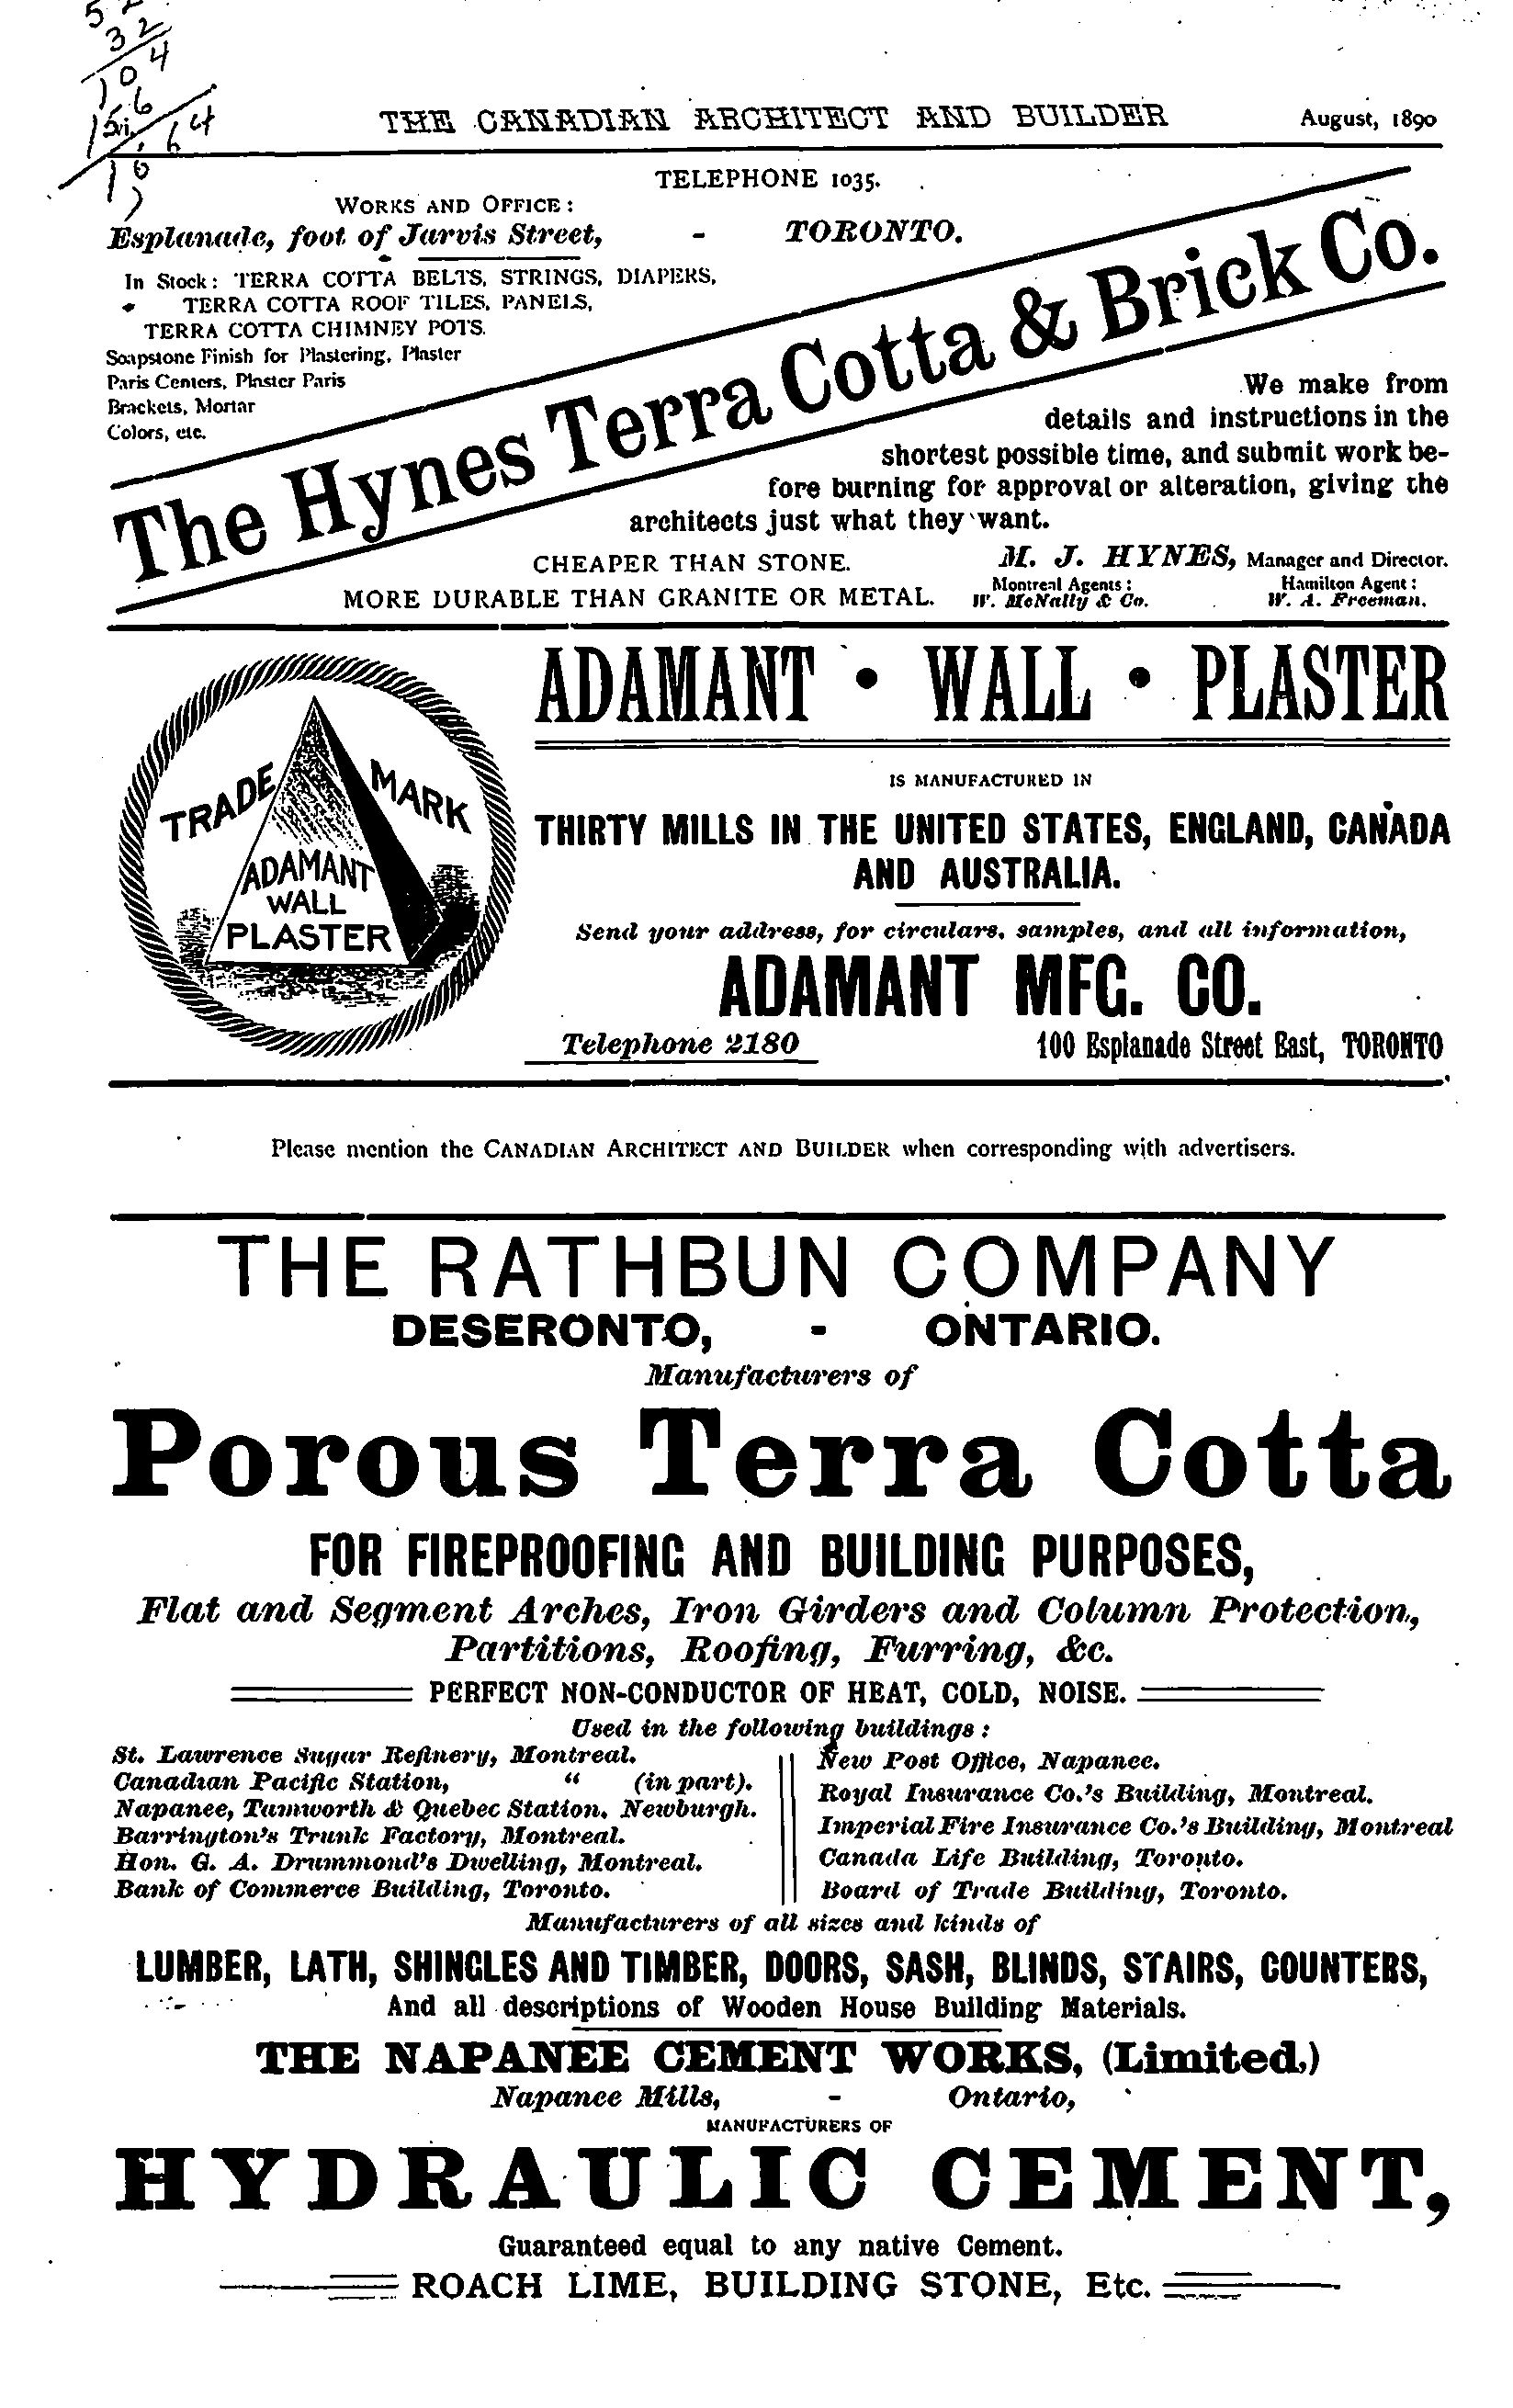 52
32
104
156
1664
THE CANADIAN ARCHITECT AND BUILDER August, 1890
TELEPHONE 1035.
WORKS AND OFFICE:
Esplanade, foot of Jarvis Street, - TORONTO.
In Stock: TERRA COTTA BELTS, STRINGS, DIAPERS,
TERRA COTTA ROOF TILES, PANELS,
TERRA COTTA CHIMNEY POTS.
Soapstone Finish for Plastering, Plaster
Paris Centers, Plaster Paris
Brackets, Mortar
Colors, etc.
The Hynes Terra Cotta & Brick Co.
We make from
details and instructions in the
shortest possible time, and submit work be-
fore burning for approval or alteration, giving the
architects just what they want.
CHEAPER THAN STONE.
MORE DURABLE THAN GRANITE OR METAL.
M. J. HYNES, Manager and Director.
Montreal Agents: Hamilton Agent:
W. McNally & Co. W. A. Freeman.
TRADE MARK
ADAMANT
WALL
PLASTER
ADAMANT • WALL • PLASTER
IS MANUFACTURED IN
THIRTY MILLS IN THE UNITED STATES, ENGLAND, CANADA
AND AUSTRALIA.
Send your address, for circulars, samples, and all information,
ADAMANT MFG. CO.
Telephone 2180 100 Esplanade Street East, TORONTO
Please mention the CANADIAN ARCHITECT AND BUILDER when corresponding with advertisers.
THE RATHBUN COMPANY
DESERONTO, - ONTARIO.
Manufacturers of
Porous Terra Cotta
FOR FIREPROOFING AND BUILDING PURPOSES,
Flat and Segment Arches, Iron Girders and Column Protection,
Partitions, Roofing, Furring, &c.
PERFECT NON-CONDUCTOR OF HEAT, COLD, NOISE.
Used in the following buildings:
St. Lawrence Sugar Refinery, Montreal.
Canadian Pacific Station, " (in part).
Napanee, Tamworth & Quebec Station, Newburgh.
Barrington's Trunk Factory, Montreal.
Hon. G. A. Drummond's Dwelling, Montreal.
Bank of Commerce Building, Toronto.
New Post Office, Napanee.
Royal Insurance Co.'s Building, Montreal.
Imperial Fire Insurance Co.'s Building, Montreal
Canada Life Building, Toronto.
Board of Trade Building, Toronto.
Manufacturers of all sizes and kinds of
LUMBER, LATH, SHINGLES AND TIMBER, DOORS, SASH, BLINDS, STAIRS, COUNTERS,
And all descriptions of Wooden House Building Materials.
THE NAPANEE CEMENT WORKS, (Limited,)
Napanee Mills, - Ontario,
MANUFACTURERS OF
HYDRAULIC CEMENT,
Guaranteed equal to any native Cement.
ROACH LIME, BUILDING STONE, Etc.